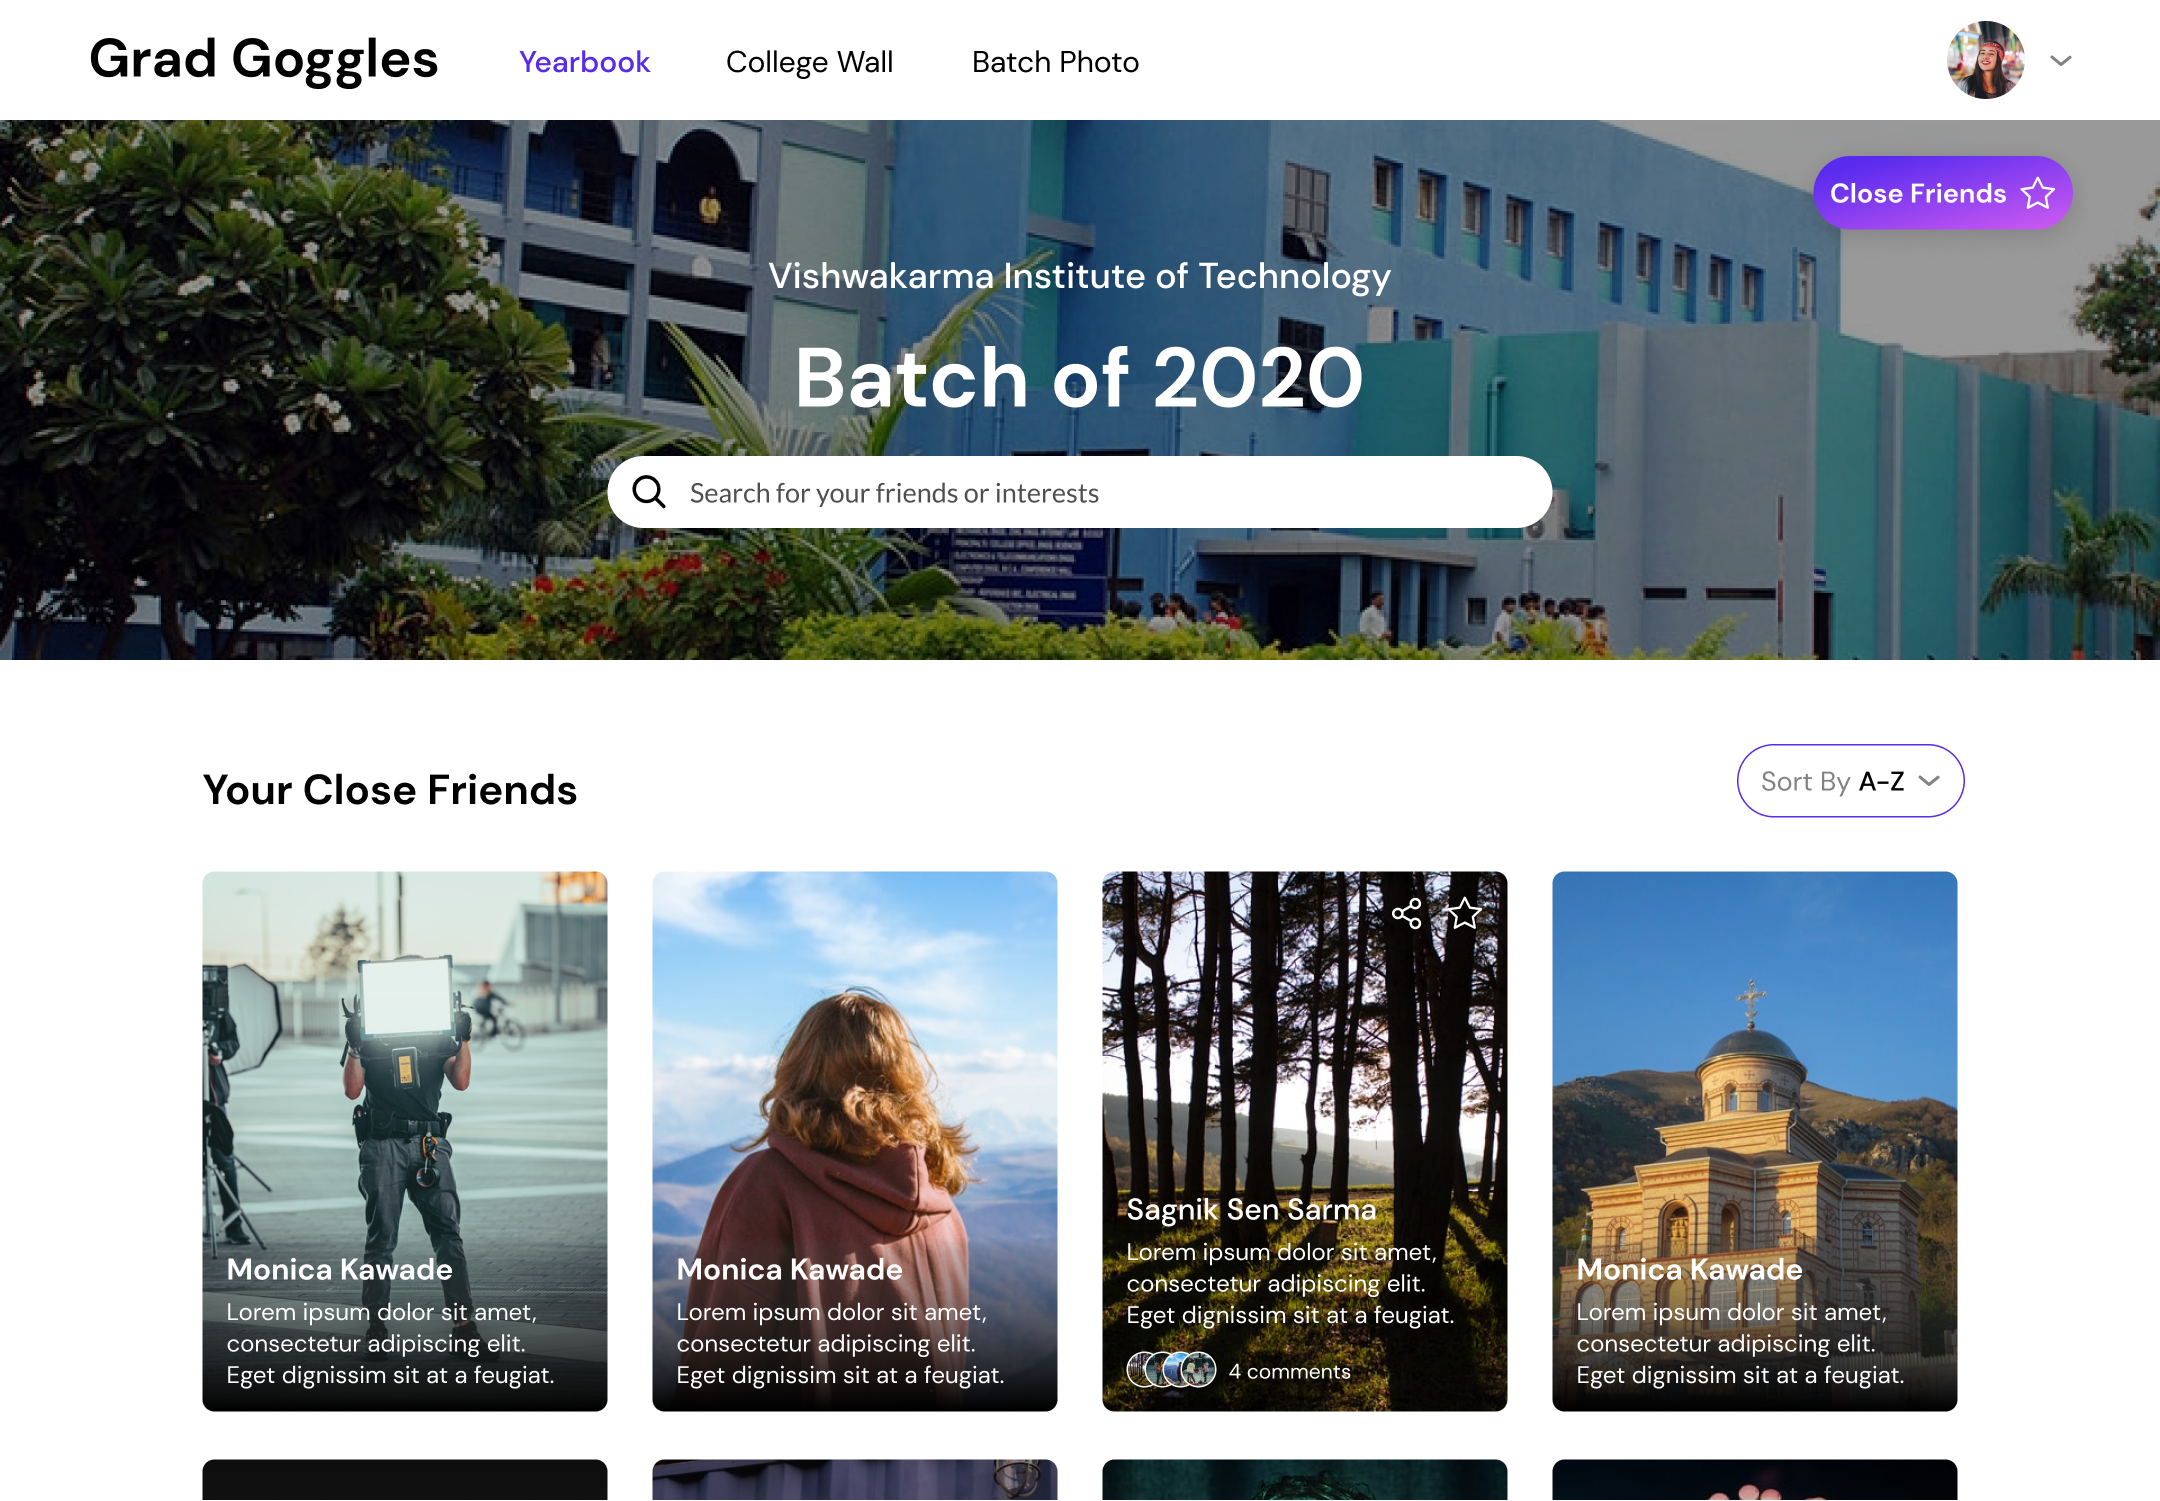 Grad Goggles
Yearbook
College Wall
Batch Photo
Close Friends
Vishwakarma Institute of Technology
Batch of 2020
Search for your friends or interests
Your Close Friends
Sort By A-Z
Monica Kawade
Lorem ipsum dolor sit amet,
consectetur adipiscing elit.
Eget dignissim sit at a feugiat.
Monica Kawade
Lorem ipsum dolor sit amet,
consectetur adipiscing elit.
Eget dignissim sit at a feugiat.
Sagnik Sen Sarma
Lorem ipsum dolor sit amet,
consectetur adipiscing elit.
Eget dignissim sit at a feugiat.
4 comments
Monica Kawade
Lorem ipsum dolor sit amet,
consectetur adipiscing elit.
Eget dignissim sit at a feugiat.